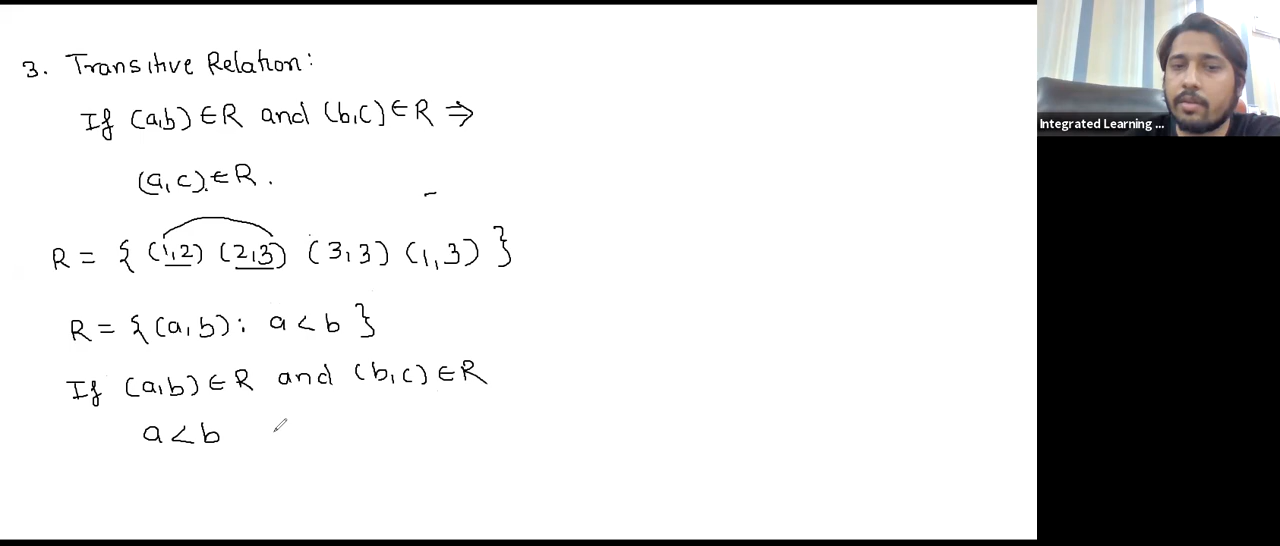 3. Transitive Relation:
If (a,b) ∈ R and (b,c) ∈ R ⇒
(a,c) ∈ R.
R = { (1,2) (2,3) (3,3) (1,3) }
R = {(a,b): a < b }
If (a,b) ∈ R and (b,c) ∈ R
a < b
Integrated Learning ...